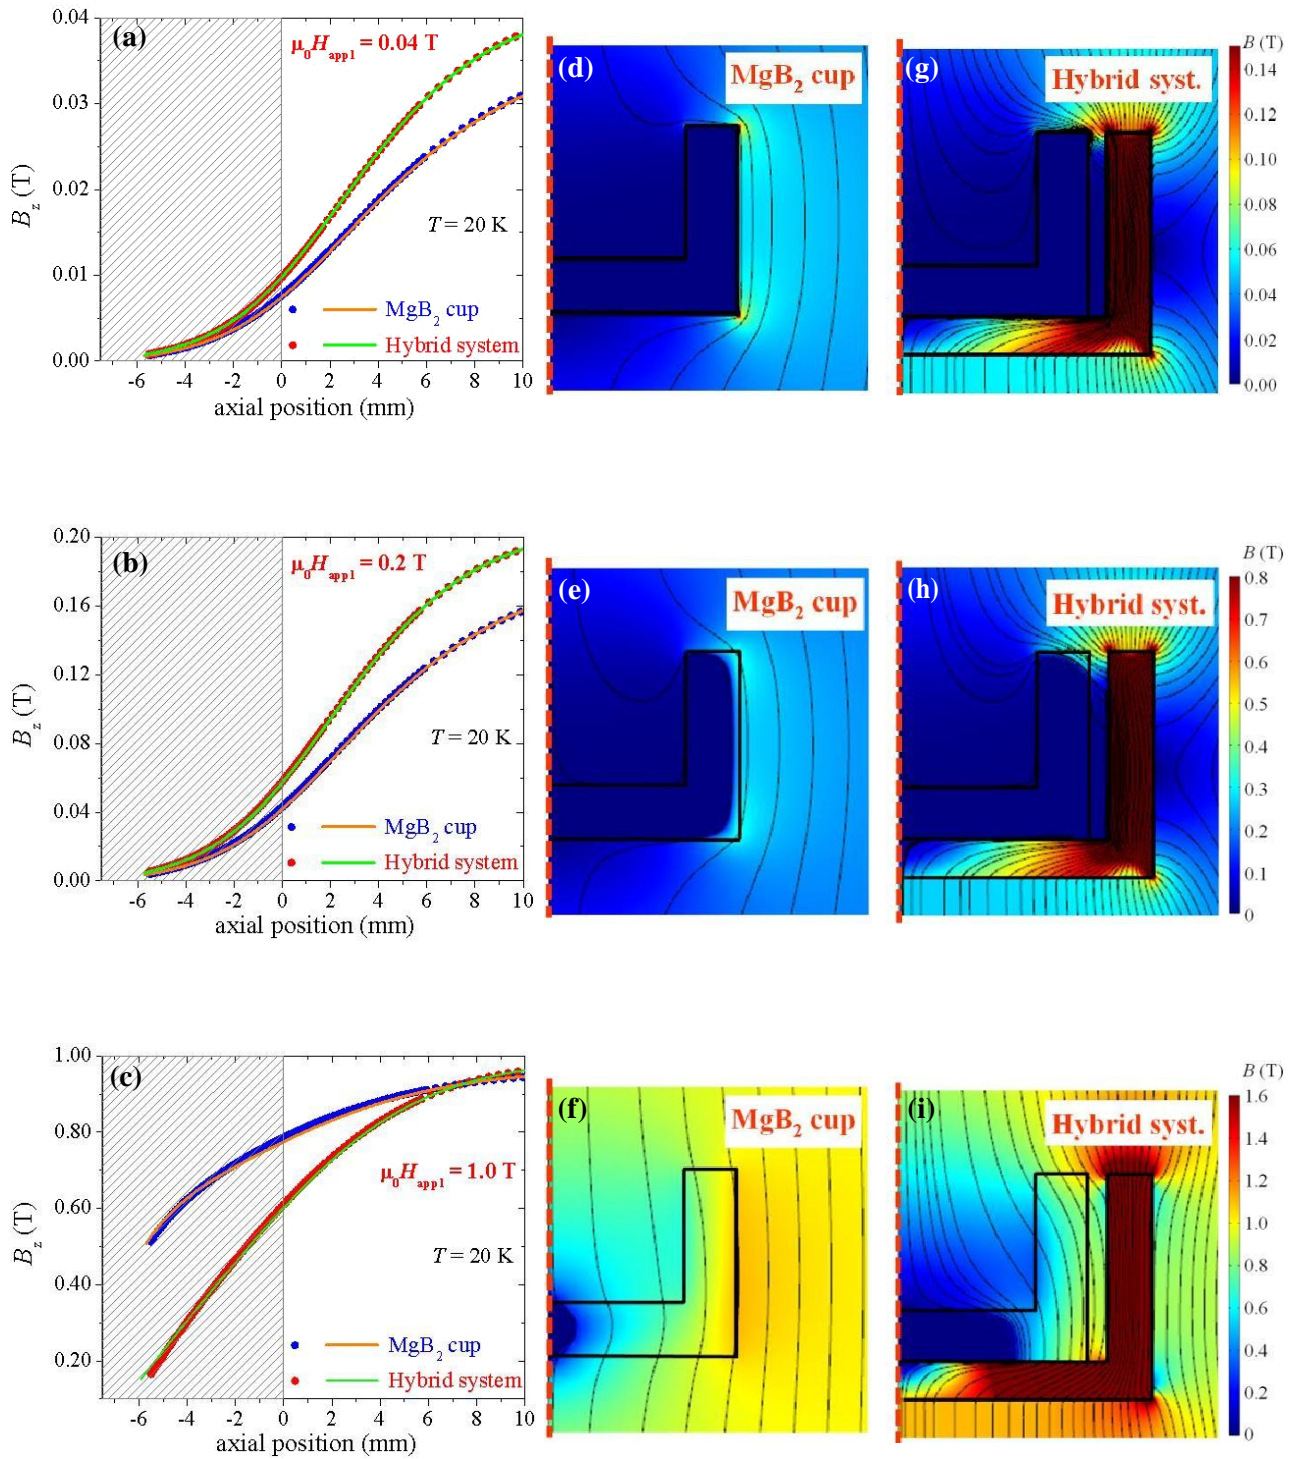 (a)
μ₀H_app1 = 0.04 T
0.04
0.03
0.02
0.01
0.00
B_z (T)
T = 20 K
MgB₂ cup
Hybrid system
-6 -4 -2 0 2 4 6 8 10
axial position (mm)
(d)
MgB₂ cup
(g)
Hybrid syst.
B (T)
0.14
0.12
0.10
0.08
0.06
0.04
0.02
0.00
(b)
μ₀H_app1 = 0.2 T
0.20
0.16
0.12
0.08
0.04
0.00
B_z (T)
T = 20 K
MgB₂ cup
Hybrid system
-6 -4 -2 0 2 4 6 8 10
axial position (mm)
(e)
MgB₂ cup
(h)
Hybrid syst.
B (T)
0.8
0.7
0.6
0.5
0.4
0.3
0.2
0.1
0
(c)
1.00
0.80
0.60
0.40
0.20
B_z (T)
μ₀H_app1 = 1.0 T
T = 20 K
MgB₂ cup
Hybrid system
-6 -4 -2 0 2 4 6 8 10
axial position (mm)
(f)
MgB₂ cup
(i)
Hybrid syst.
B (T)
1.6
1.4
1.2
1.0
0.8
0.6
0.4
0.2
0